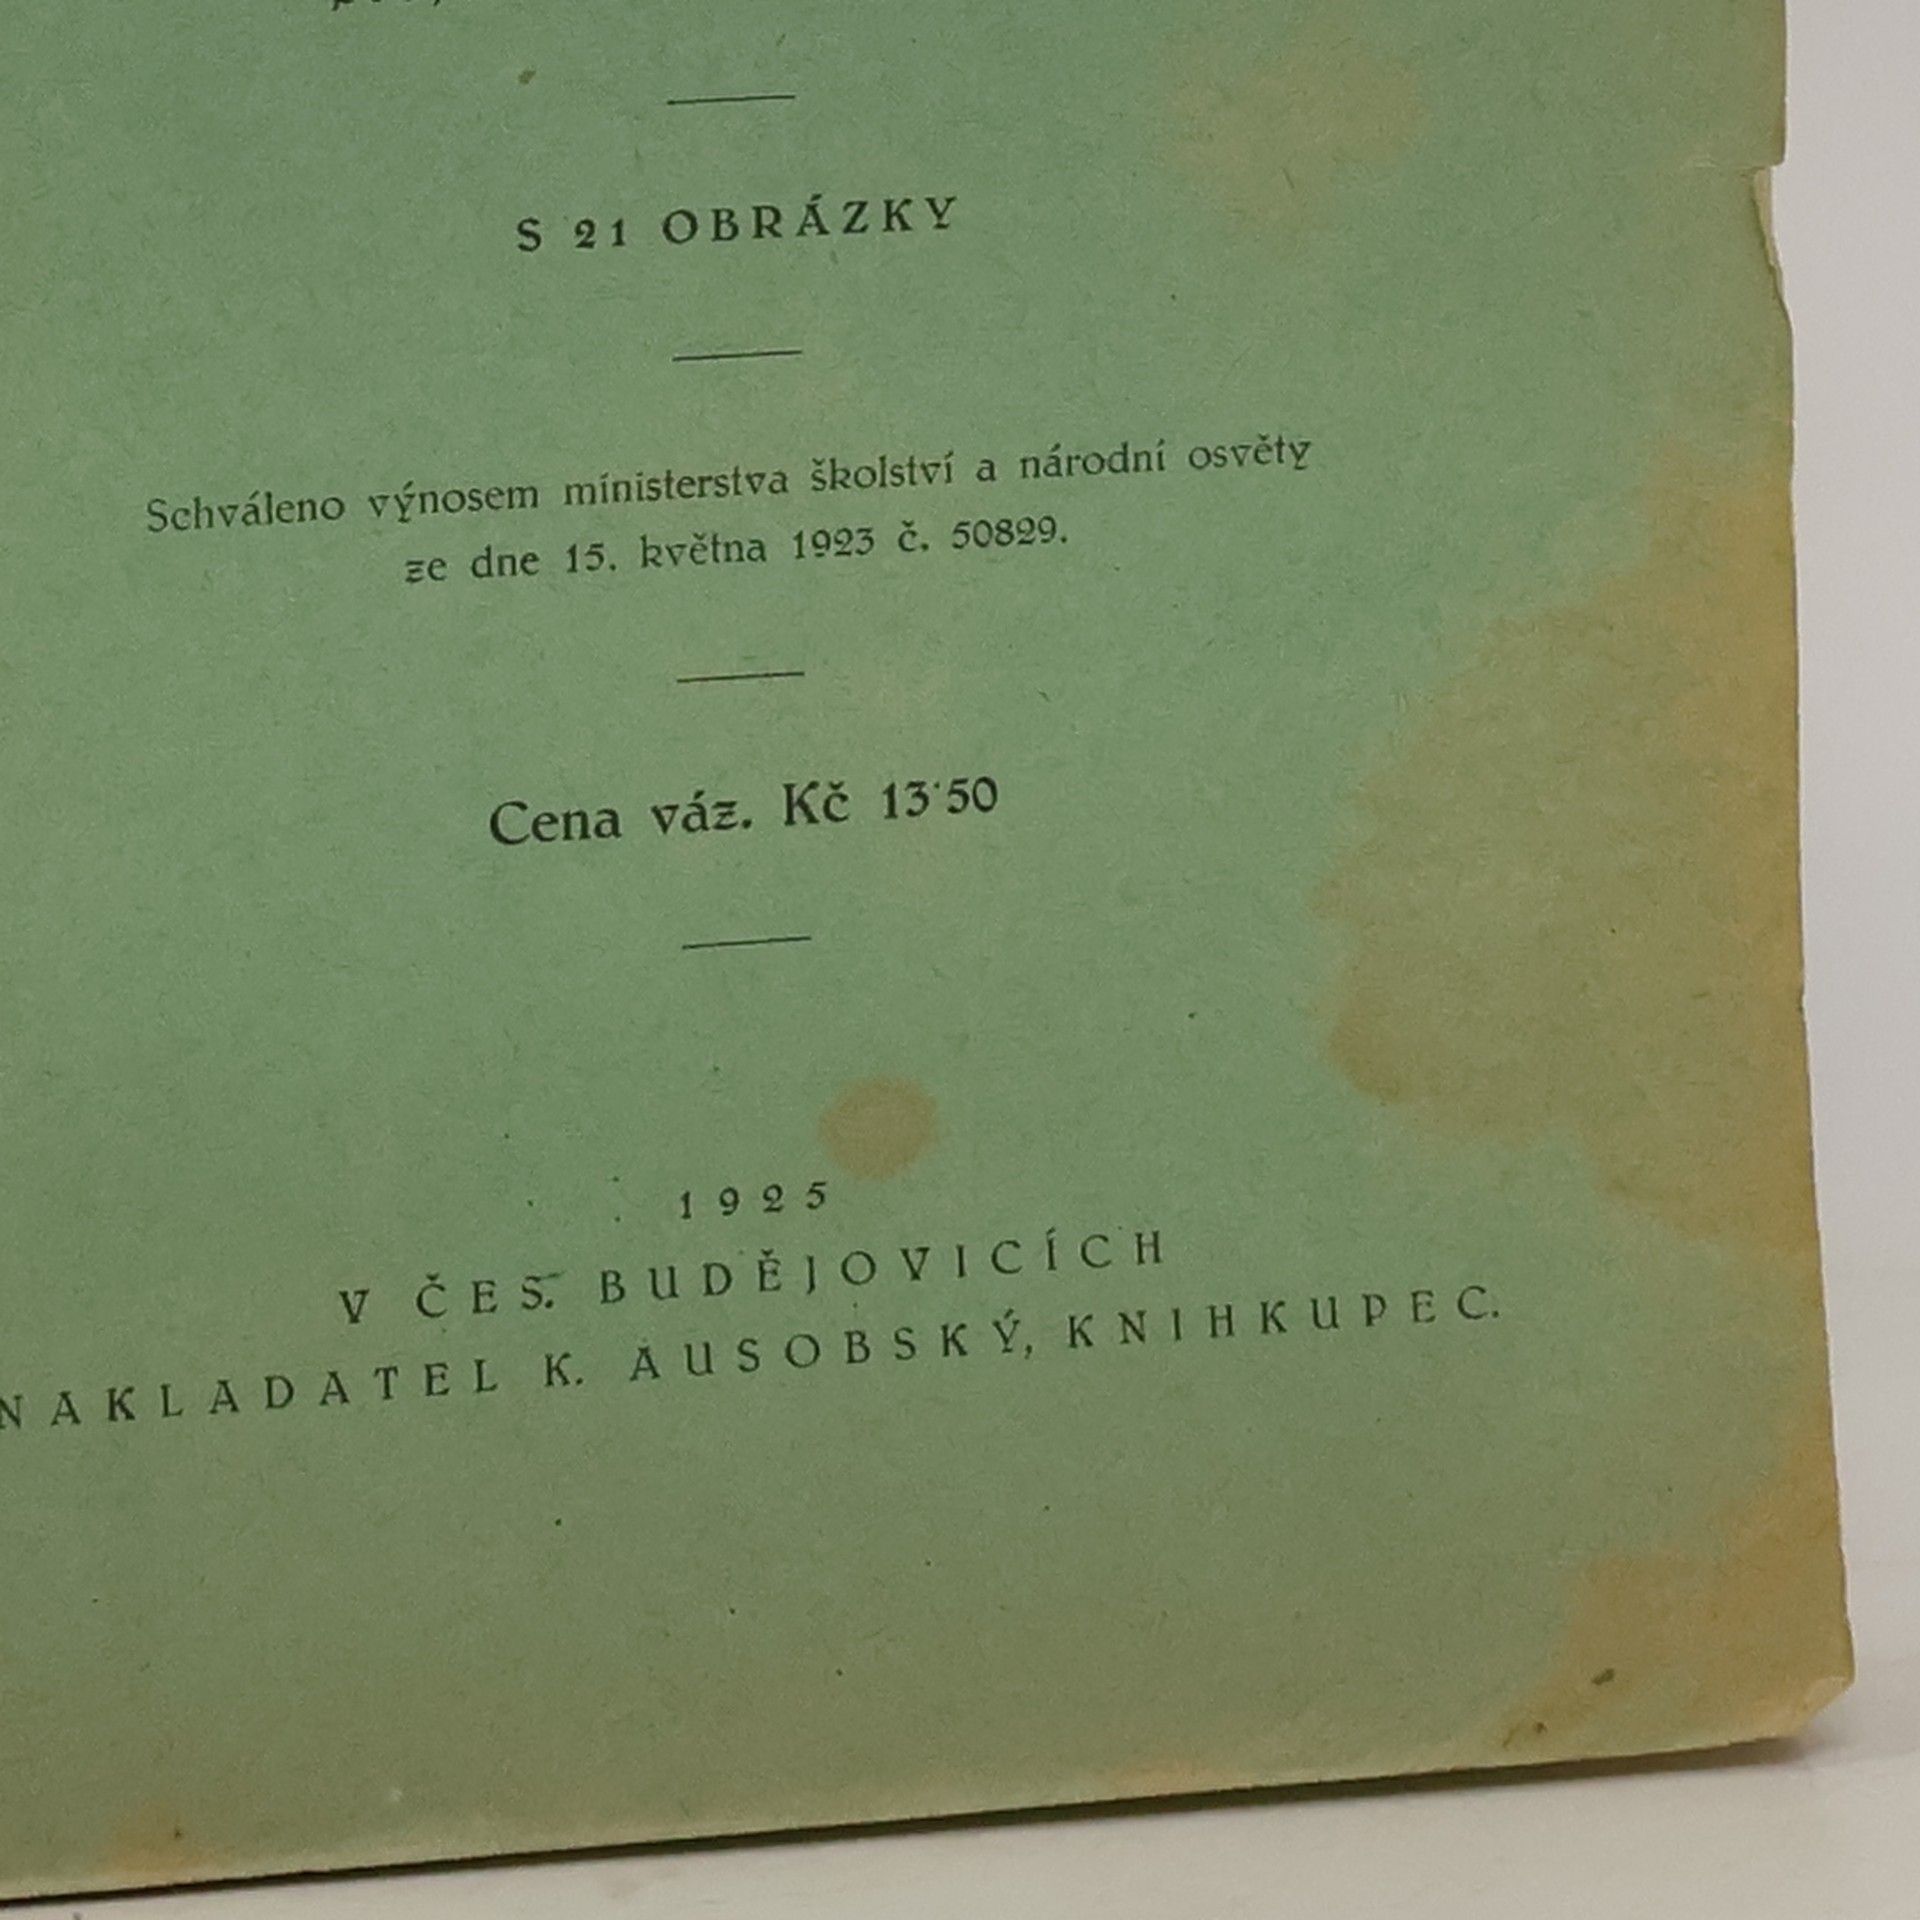 S 21 OBRÁZKY
Schváleno výnosem ministerstva školství a národní osvěty
ze dne 15. května 1923 č. 50829.
Cena váz. Kč 13·50
1925
V ČES. BUDĚJOVICÍCH
NAKLADATEL K. AUSOBSKÝ, KNIHKUPEC.